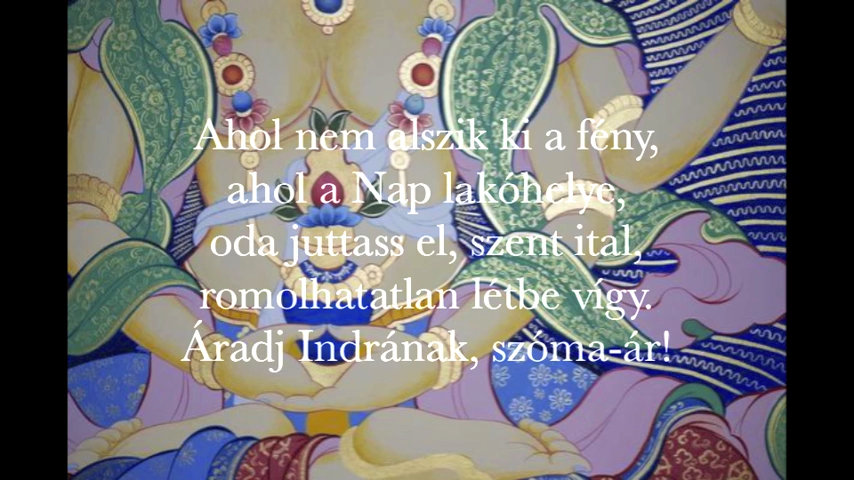 Ahol nem alszik ki a fény,
ahol a Nap lakóhelye,
oda juttass el, szent ital,
romolhatatlan létbe vígy.
Áradj Indrának, szóma-ár!